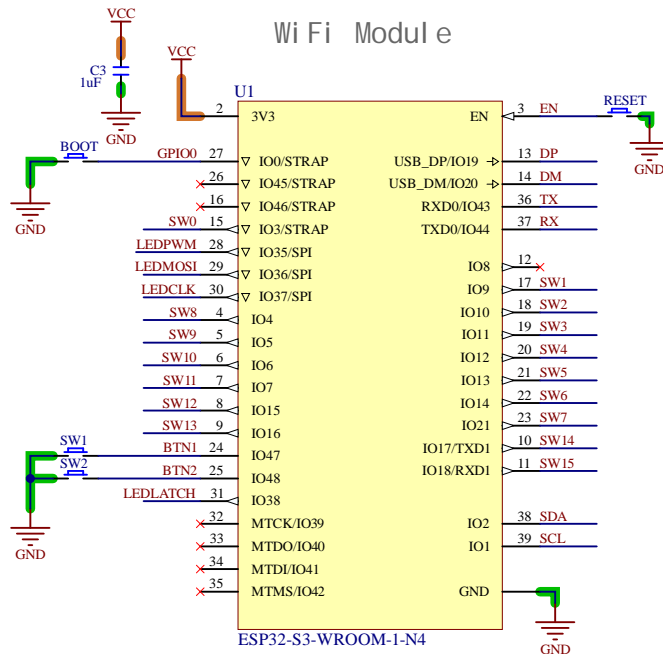 WiFi Module
VCC
C3
1uF
GND
VCC
U1
2 3V3
EN 3 EN RESET
GND
BOOT GPIO0 27 IO0/STRAP
GND
26 IO45/STRAP
16 IO46/STRAP
SW0 15 IO3/STRAP
LEDPWM 28 IO35/SPI
LEDMOSI 29 IO36/SPI
LEDCLK 30 IO37/SPI
SW8 4 IO4
SW9 5 IO5
SW10 6 IO6
SW11 7 IO7
SW12 8 IO15
SW13 9 IO16
SW1 BTN1 24 IO47
SW2 BTN2 25 IO48
LEDLATCH 31 IO38
GND
32 MTCK/IO39
33 MTDO/IO40
34 MTDI/IO41
35 MTMS/IO42
USB_DP/IO19 13 DP
USB_DM/IO20 14 DM
RXD0/IO43 36 TX
TXD0/IO44 37 RX
IO8 12
IO9 17 SW1
IO10 18 SW2
IO11 19 SW3
IO12 20 SW4
IO13 21 SW5
IO14 22 SW6
IO21 23 SW7
IO17/TXD1 10 SW14
IO18/RXD1 11 SW15
IO2 38 SDA
IO1 39 SCL
GND 1
GND
ESP32-S3-WROOM-1-N4